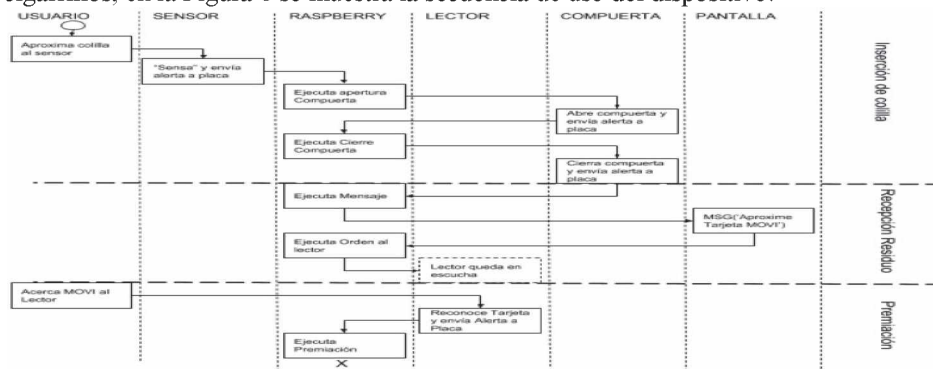 en la Figura 4 se muestra la secuencia de uso del dispositivo.
USUARIO SENSOR RASPBERRY LECTOR COMPUERTA PANTALLA
Aproxima colilla
al sensor
"Sensa" y envía
alerta a placa
Ejecuta apertura
Compuerta
Abre compuerta y
envía alerta a
placa
Ejecuta Cierre
Compuerta
Cierra compuerta
y envía alerta a
placa
Inserción de colilla
Ejecuta Mensaje
MSG('Aproxime
Tarjeta MOVI')
Ejecuta Orden al
lector
Lector queda en
escucha
Recepción Residuo
Acerca MOVI al
Lector
Reconoce Tarjeta
y envía Alerta a
Placa
Ejecuta
Premiación
X
Premiación